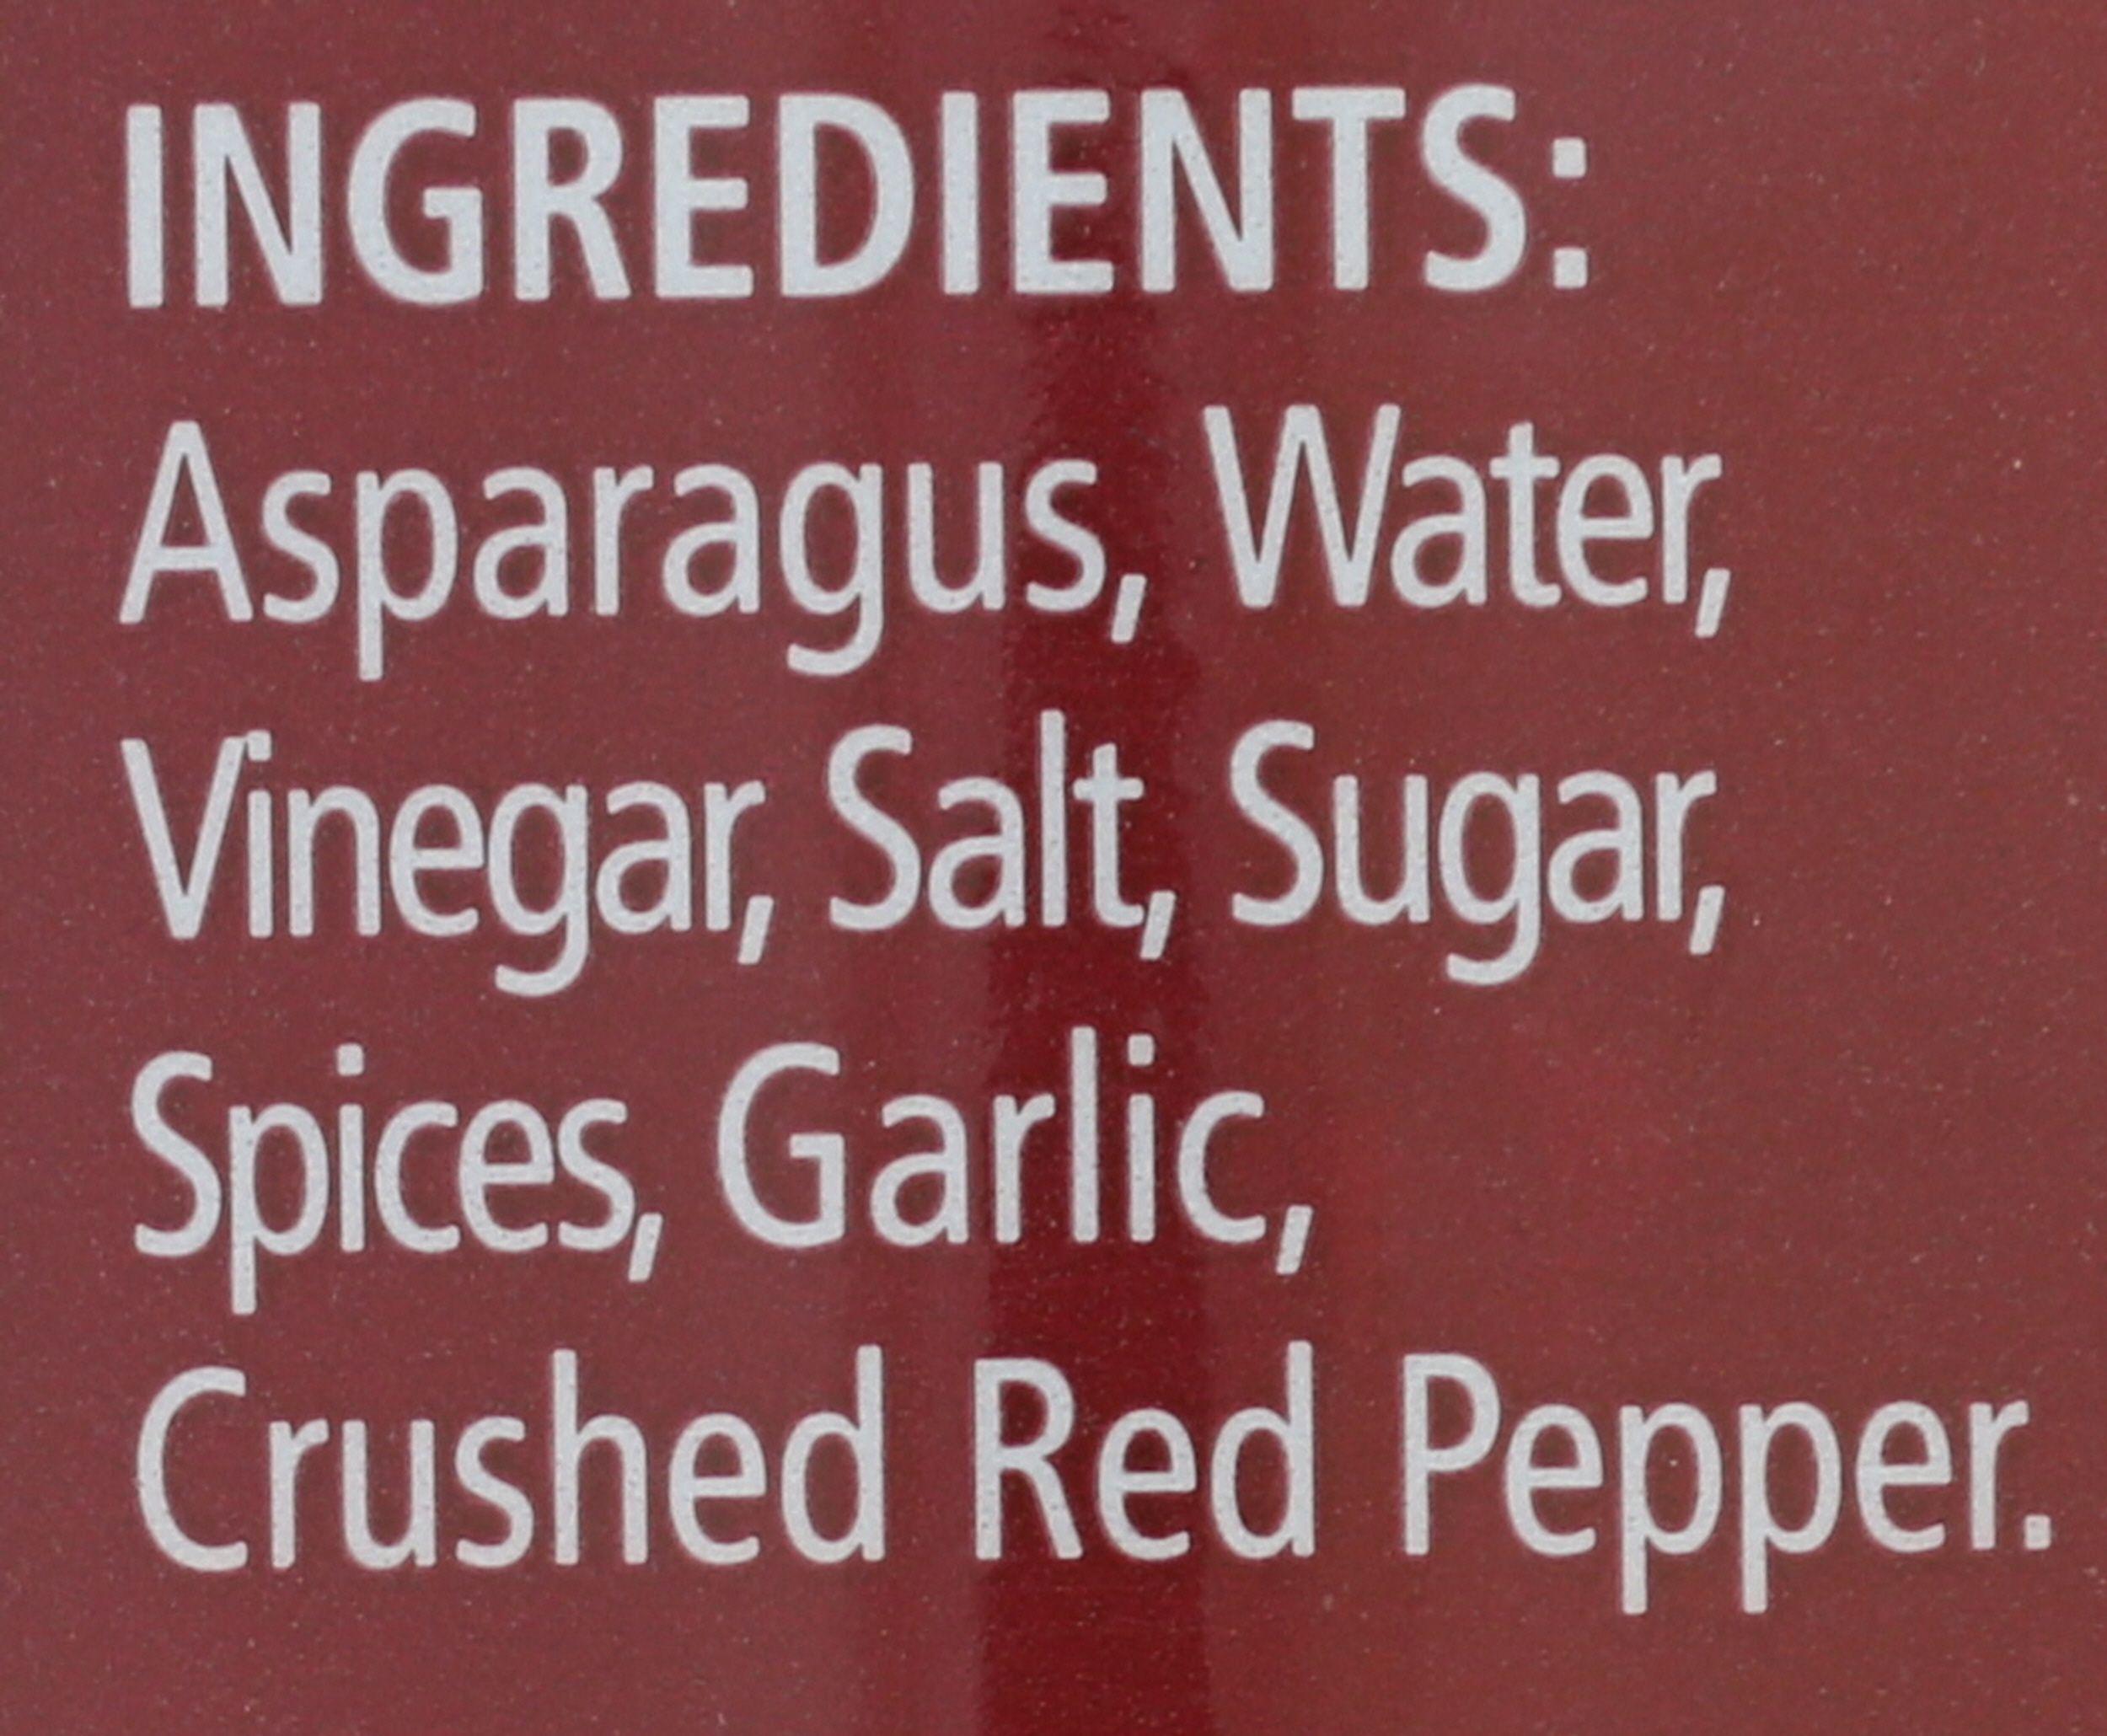 INGREDIENTS:
Asparagus, Water,
Vinegar, Salt, Sugar,
Spices, Garlic,
Crushed Red Pepper.